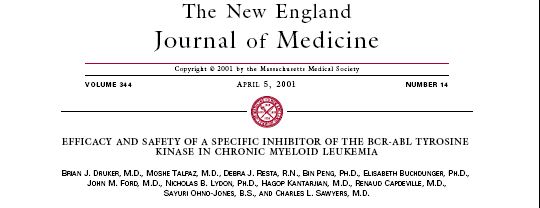 The New England
Journal of Medicine
Copyright © 2001 by the Massachusetts Medical Society
VOLUME 344 APRIL 5, 2001 NUMBER 14
EFFICACY AND SAFETY OF A SPECIFIC INHIBITOR OF THE BCR-ABL TYROSINE
KINASE IN CHRONIC MYELOID LEUKEMIA
BRIAN J. DRUKER, M.D., MOSHE TALPAZ, M.D., DEBRA J. RESTA, R.N., BIN PENG, PH.D., ELISABETH BUCHDUNGER, PH.D.,
JOHN M. FORD, M.D., NICHOLAS B. LYDON, PH.D., HAGOP KANTARJIAN, M.D., RENAUD CAPDEVILLE, M.D.,
SAYURI OHNO-JONES, B.S., AND CHARLES L. SAWYERS, M.D.